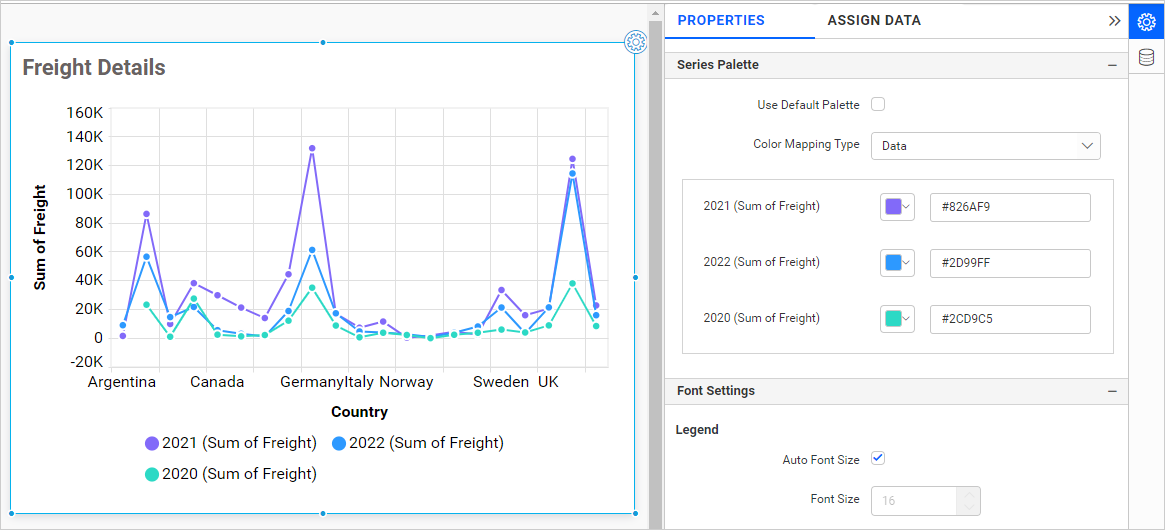 Freight Details
160K
140K
120K
100K
80K
60K
40K
20K
0
-20K
Sum of Freight
Argentina Canada Germany Italy Norway Sweden UK
Country
2021 (Sum of Freight) 2022 (Sum of Freight)
2020 (Sum of Freight)
PROPERTIES ASSIGN DATA
Series Palette
Use Default Palette
Color Mapping Type Data
2021 (Sum of Freight) #826AF9
2022 (Sum of Freight) #2D99FF
2020 (Sum of Freight) #2CD9C5
Font Settings
Legend
Auto Font Size
Font Size 16